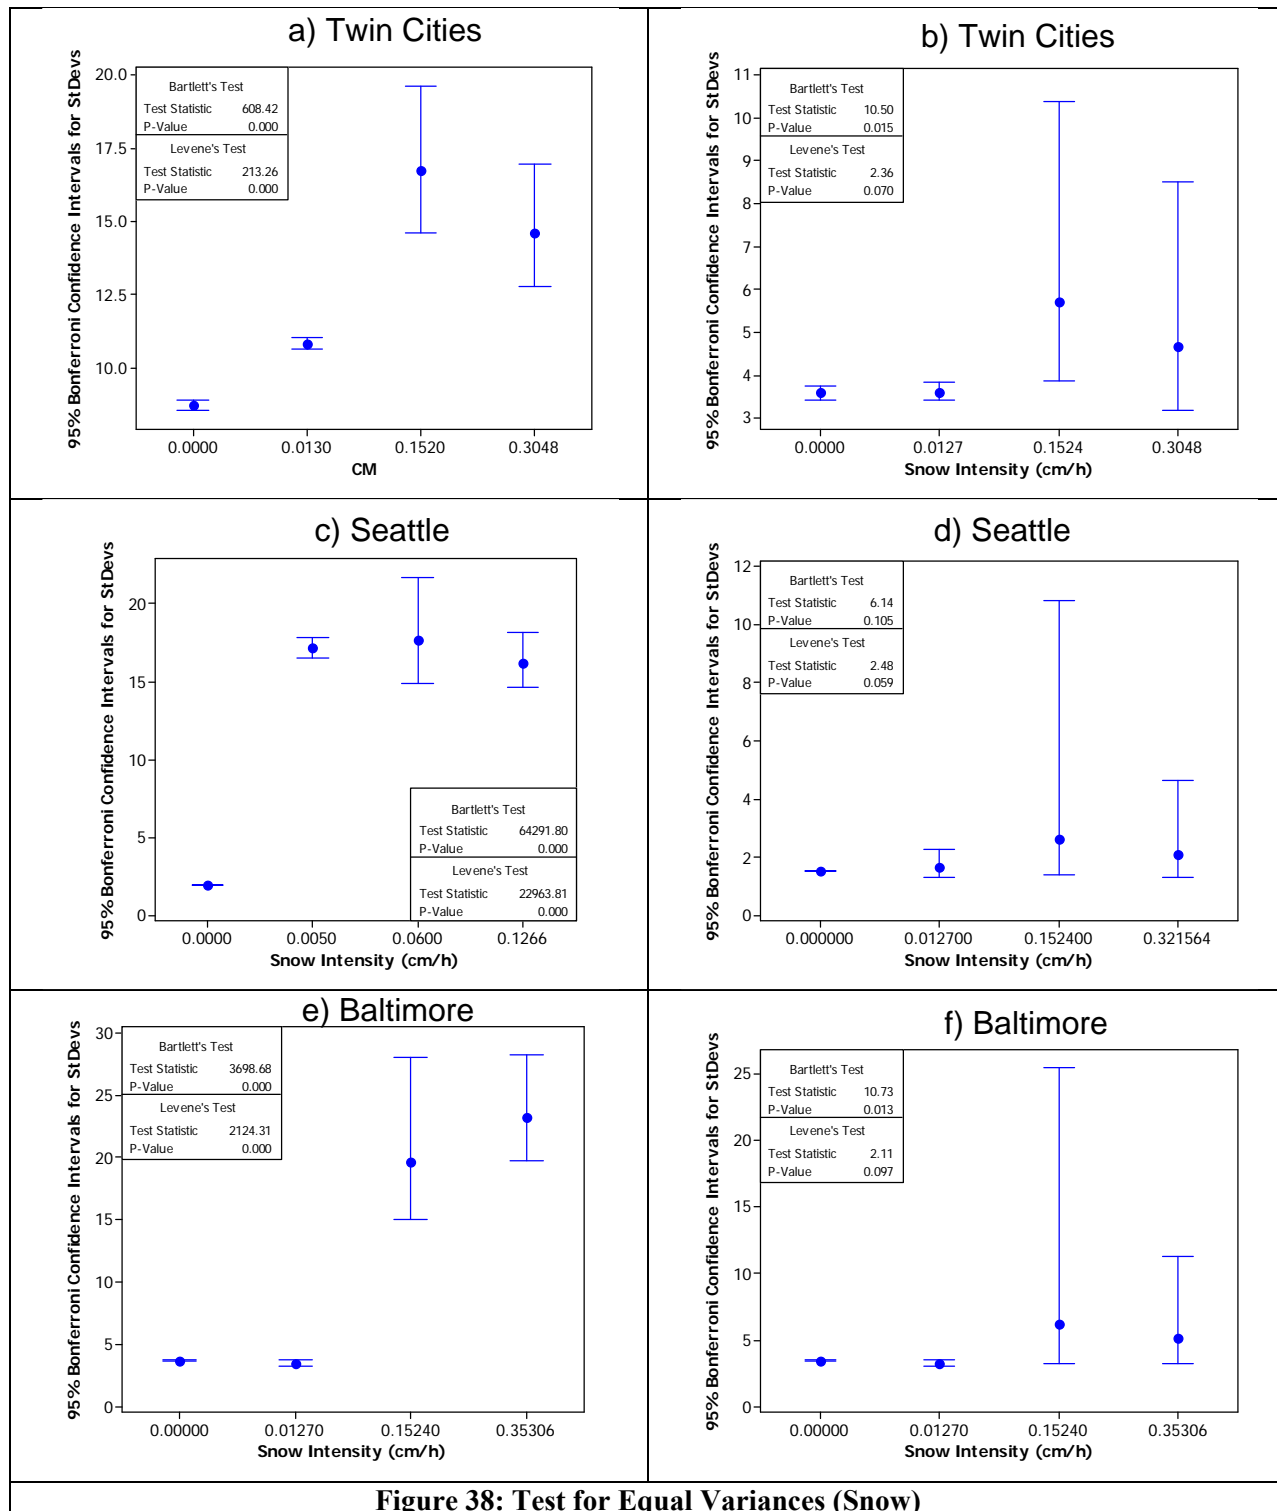 a) Twin Cities
95% Bonferroni Confidence Intervals for StDevs
20.0
17.5
15.0
12.5
10.0
Bartlett's Test
Test Statistic 608.42
P-Value 0.000
Levene's Test
Test Statistic 213.26
P-Value 0.000
0.0000 0.0130 0.1520 0.3048
CM
b) Twin Cities
95% Bonferroni Confidence Intervals for StDevs
11
10
9
8
7
6
5
4
3
Bartlett's Test
Test Statistic 10.50
P-Value 0.015
Levene's Test
Test Statistic 2.36
P-Value 0.070
0.0000 0.0127 0.1524 0.3048
Snow Intensity (cm/h)
c) Seattle
95% Bonferroni Confidence Intervals for StDevs
20
15
10
5
0
Bartlett's Test
Test Statistic 64291.80
P-Value 0.000
Levene's Test
Test Statistic 22963.81
P-Value 0.000
0.0000 0.0050 0.0600 0.1266
Snow Intensity (cm/h)
d) Seattle
95% Bonferroni Confidence Intervals for StDevs
12
10
8
6
4
2
0
Bartlett's Test
Test Statistic 6.14
P-Value 0.105
Levene's Test
Test Statistic 2.48
P-Value 0.059
0.000000 0.012700 0.152400 0.321564
Snow Intensity (cm/h)
e) Baltimore
95% Bonferroni Confidence Intervals for StDevs
30
25
20
15
10
5
0
Bartlett's Test
Test Statistic 3698.68
P-Value 0.000
Levene's Test
Test Statistic 2124.31
P-Value 0.000
0.00000 0.01270 0.15240 0.35306
Snow Intensity (cm/h)
f) Baltimore
95% Bonferroni Confidence Intervals for StDevs
25
20
15
10
5
0
Bartlett's Test
Test Statistic 10.73
P-Value 0.013
Levene's Test
Test Statistic 2.11
P-Value 0.097
0.00000 0.01270 0.15240 0.35306
Snow Intensity (cm/h)
Figure 38: Test for Equal Variances (Snow)